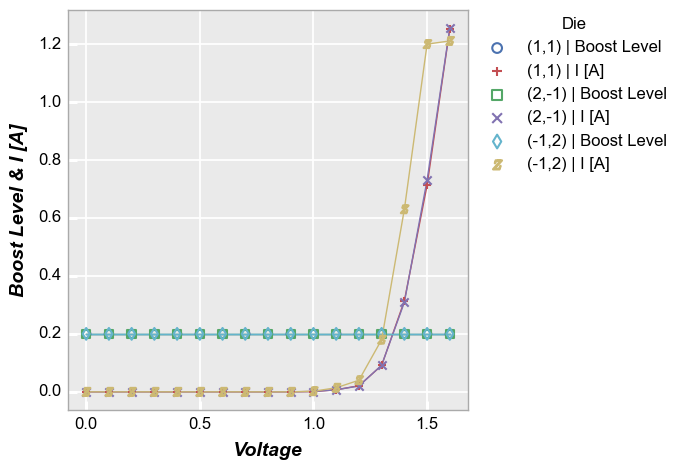 Die
(1,1) | Boost Level
(1,1) | I [A]
(2,-1) | Boost Level
(2,-1) | I [A]
(-1,2) | Boost Level
(-1,2) | I [A]
Boost Level & I [A]
1.2
1.0
0.8
0.6
0.4
0.2
0.0
0.0 0.5 1.0 1.5
Voltage